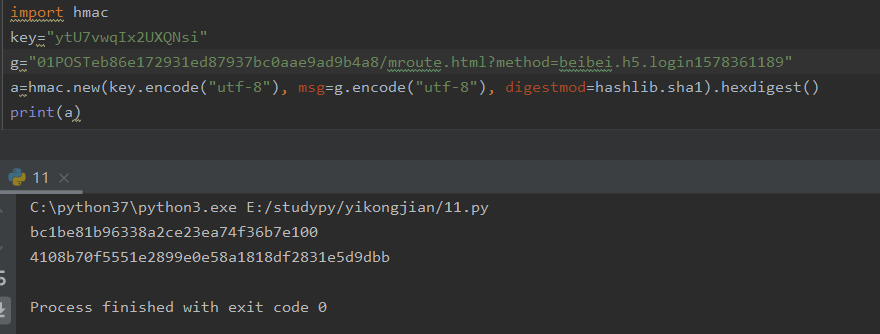 import hmac
key="ytU7vwqIx2UXQNsi"
g="01POSTeb86e172931ed87937bc0aae9ad9b4a8/mroute.html?method=beibei.h5.login1578361189"
a=hmac.new(key.encode("utf-8"), msg=g.encode("utf-8"), digestmod=hashlib.sha1).hexdigest()
print(a)
11 ×
C:\python37\python3.exe E:/studypy/yikongjian/11.py
bc1be81b96338a2ce23ea74f36b7e100
4108b70f5551e2899e0e58a1818df2831e5d9dbb
Process finished with exit code 0